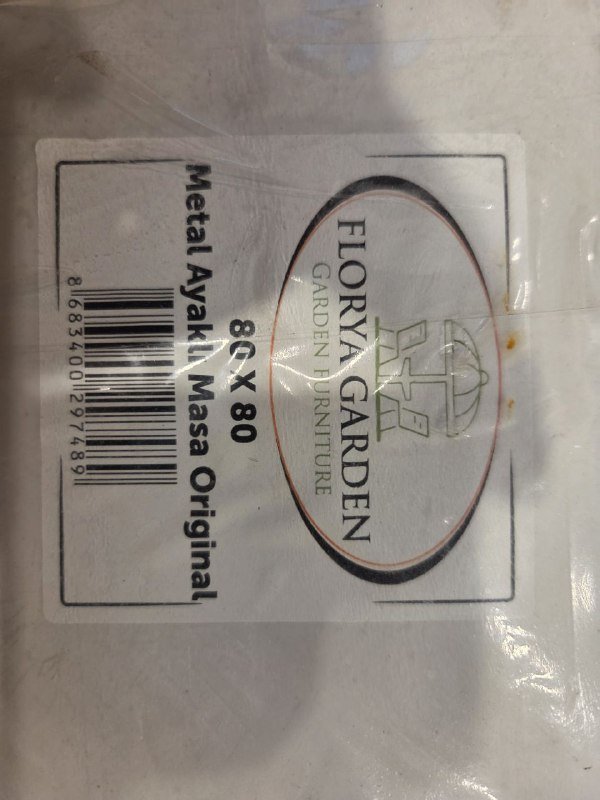 FLORYA GARDEN
GARDEN FURNITURE
80 X 80
Metal Ayaklı Masa Original
8683400297489